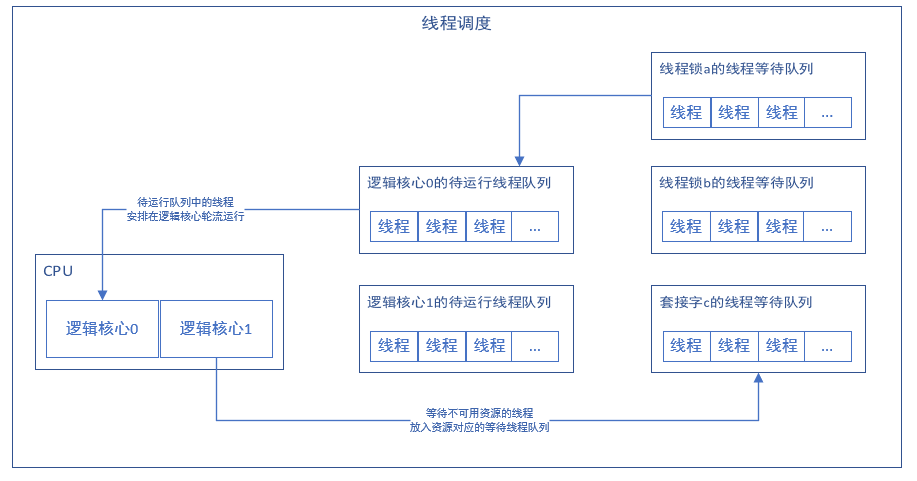 线程调度
线程锁a的线程等待队列
线程 线程 线程 ...
逻辑核心0的待运行线程队列
线程 线程 线程 ...
线程锁b的线程等待队列
线程 线程 线程 ...
待运行队列中的线程
安排在逻辑核心轮流运行
CPU
逻辑核心0 逻辑核心1
逻辑核心1的待运行线程队列
线程 线程 线程 ...
套接字c的线程等待队列
线程 线程 线程 ...
等待不可用资源的线程
放入资源对应的等待线程队列